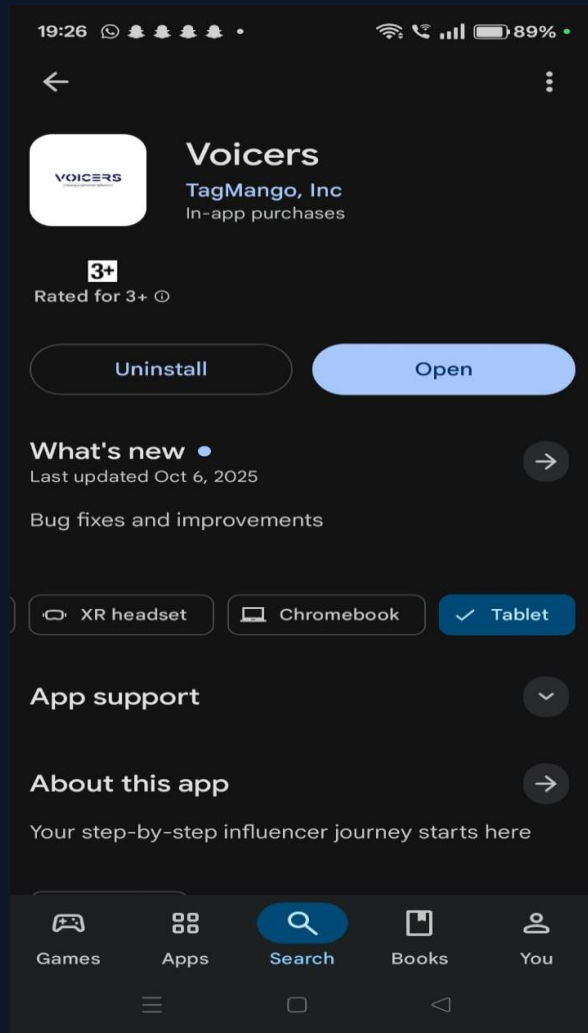 19:26
89%
VOICERS
Voicers
TagMango, Inc
In-app purchases
3+
Rated for 3+
Uninstall
Open
What's new
Last updated Oct 6, 2025
Bug fixes and improvements
XR headset
Chromebook
Tablet
App support
About this app
Your step-by-step influencer journey starts here
Games
Apps
Search
Books
You